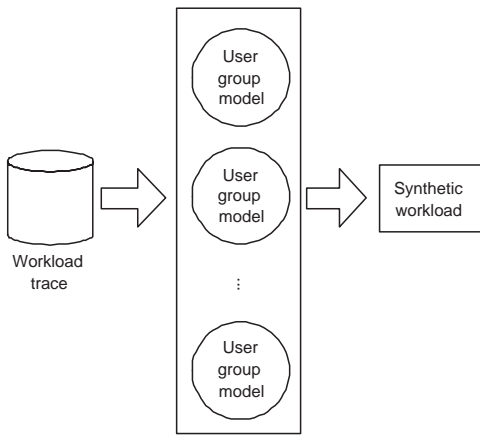 User
group
model
User
group
model
Synthetic
workload
Workload
trace
...
User
group
model